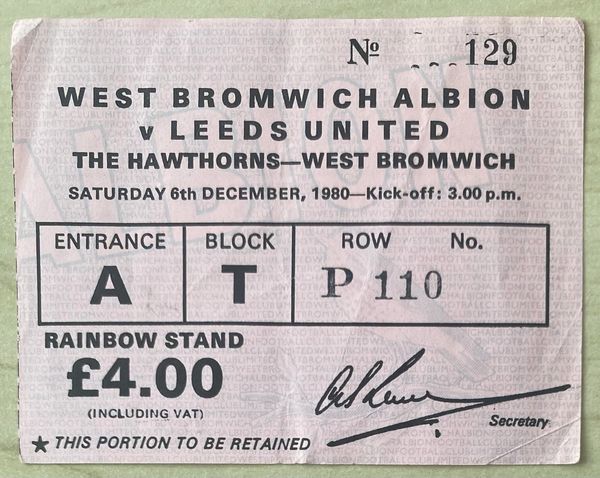 Nº 129
WEST BROMWICH ALBION
v LEEDS UNITED
THE HAWTHORNS—WEST BROMWICH
SATURDAY 6th DECEMBER, 1980—Kick-off: 3.00 p.m.
ENTRANCE BLOCK ROW No.
A T P 110
RAINBOW STAND
£4.00
(INCLUDING VAT)
Secretary
★ THIS PORTION TO BE RETAINED